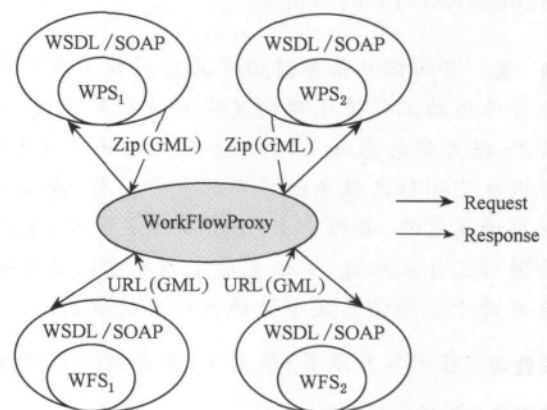 WSDL/SOAP
WSDL/SOAP
WPS1
WPS2
Zip(GML)
Zip(GML)
WorkFlowProxy
Request
Response
URL(GML)
URL(GML)
WSDL/SOAP
WSDL/SOAP
WFS1
WFS2